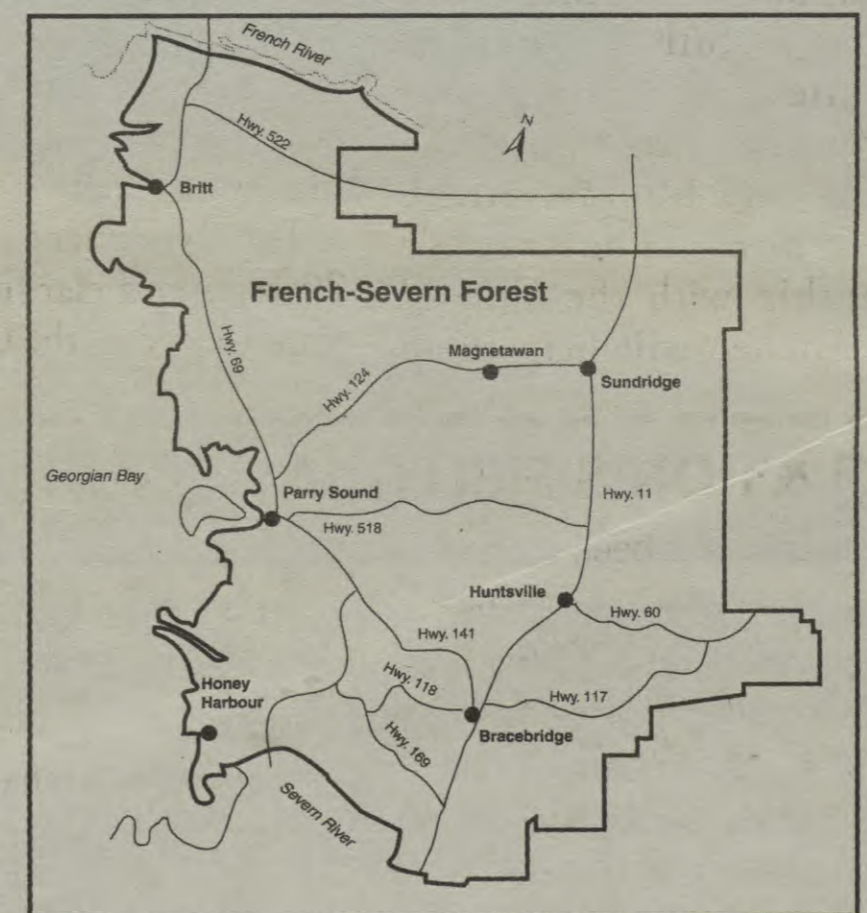 French River
N
Hwy. 522
Britt
French-Severn Forest
Hwy. 69
Magnetawan
Hwy. 124
Sundridge
Georgian Bay
Parry Sound
Hwy. 11
Hwy. 518
Huntsville
Hwy. 60
Hwy. 141
Honey
Harbour
Hwy. 118
Hwy. 117
Bracebridge
Hwy. 169
Severn River